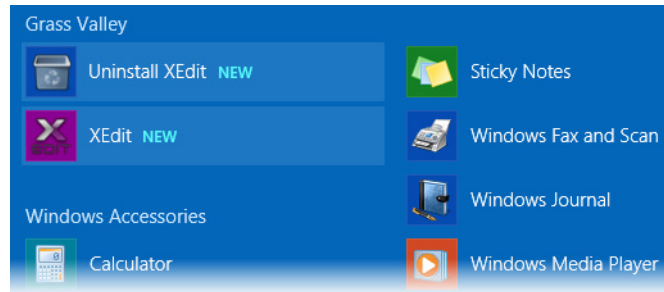 Grass Valley
Uninstall XEdit NEW
XEdit NEW
Windows Accessories
Calculator
Sticky Notes
Windows Fax and Scan
Windows Journal
Windows Media Player